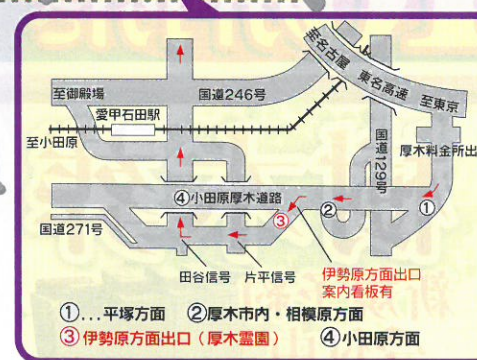 至名古屋 東名高速 至東京
至御殿場
国道246号
愛甲石田駅
至小田原
国道129号
厚木料金所出
④小田原厚木道路
①
②
③
国道271号
田谷信号
片平信号
伊勢原方面出口
案内看板有
①…平塚方面 ②厚木市内・相模原方面
③伊勢原方面出口(厚木霊園) ④小田原方面